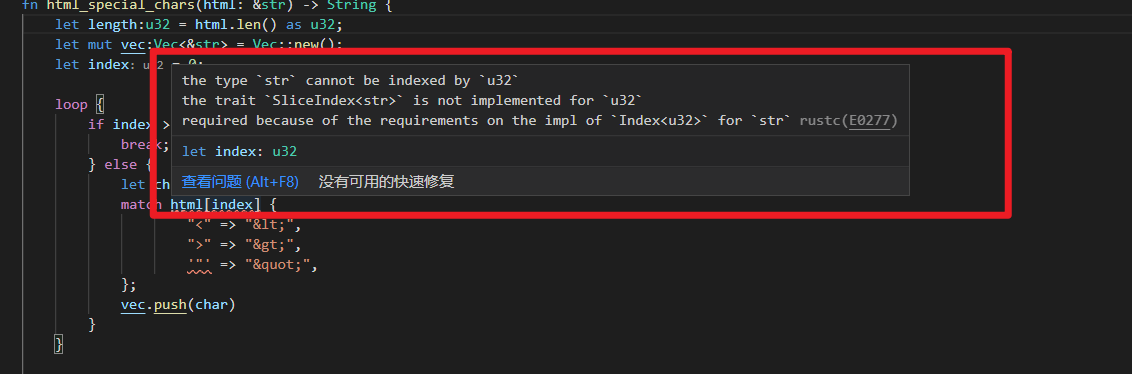 fn html_special_chars(html: &str) -> String {
let length:u32 = html.len() as u32;
let mut vec:Vec<&str> = Vec::new();
let index: u32 = 0;
the type `str` cannot be indexed by `u32`
the trait `SliceIndex<str>` is not implemented for `u32`
required because of the requirements on the impl of `Index<u32>` for `str` rustc(E0277)
let index: u32
查看问题 (Alt+F8) 没有可用的快速修复
loop {
if index >
break;
} else {
let ch
match html[index] {
"<" => "&lt;",
">" => "&gt;",
'"' => "&quot;",
};
vec.push(char)
}
}